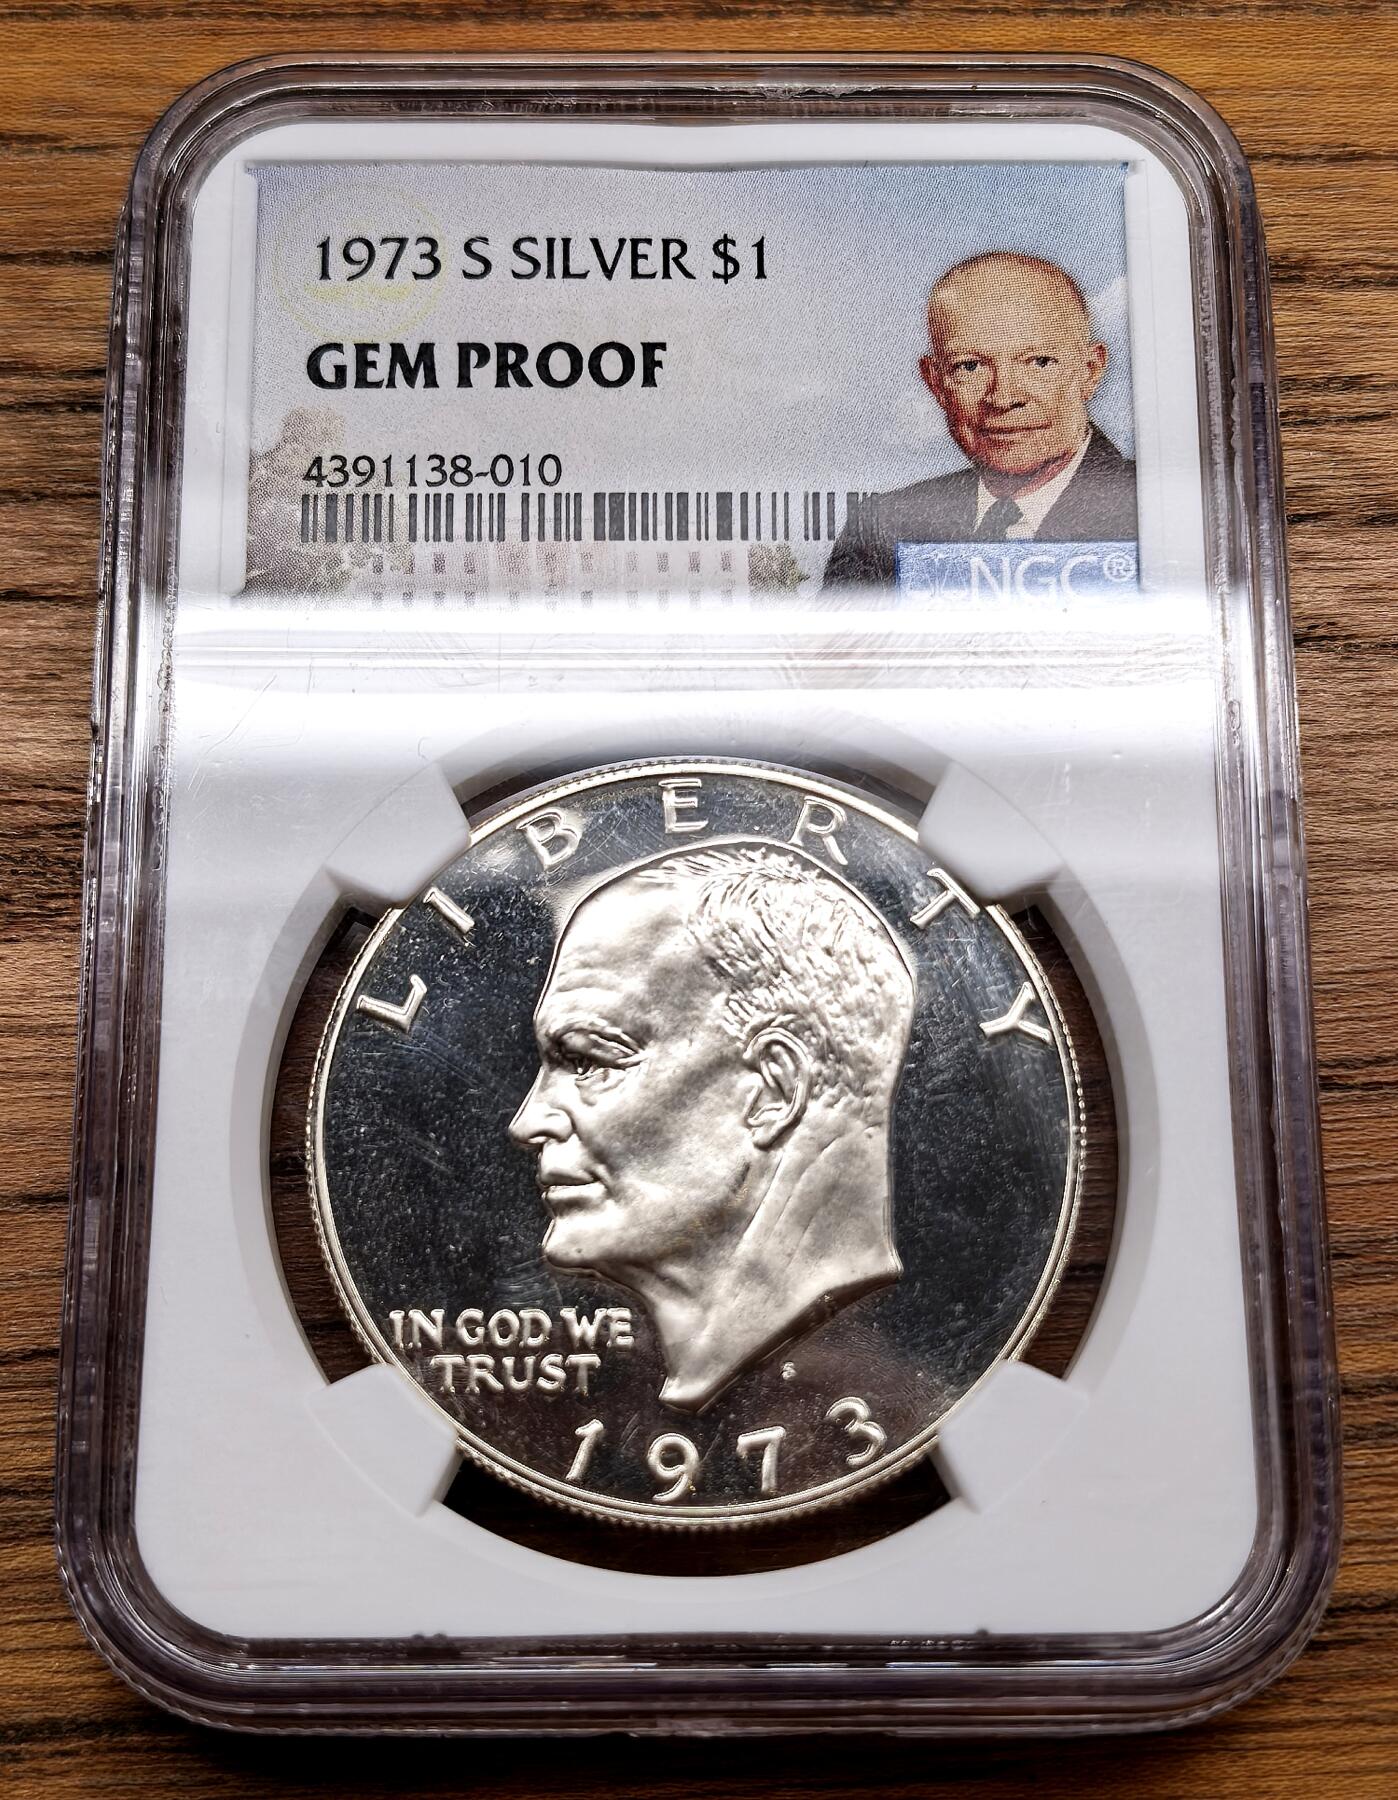 1973 S SILVER $1
GEM PROOF
4391138-010
NGC®
LIBERTY
IN GOD WE
TRUST
S
1973